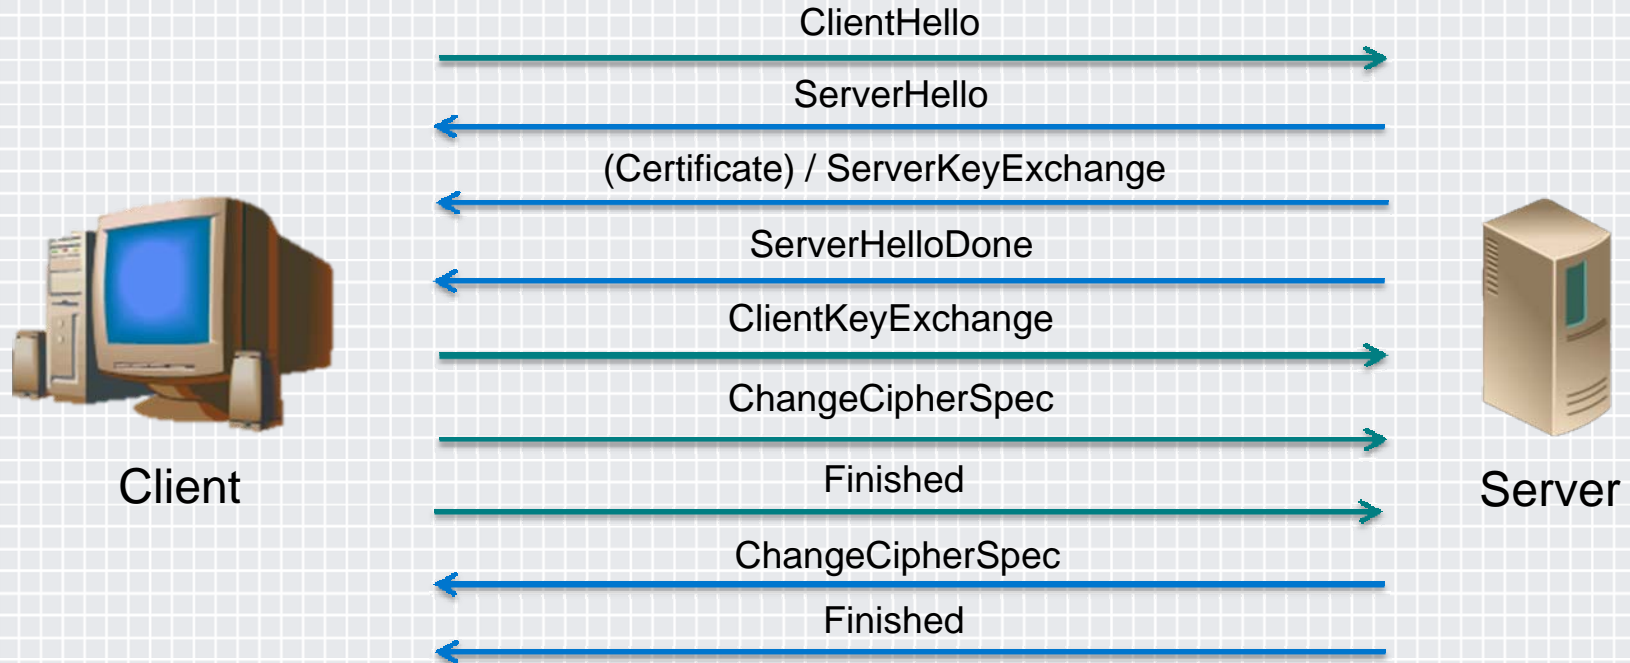 ClientHello
ServerHello
(Certificate) / ServerKeyExchange
ServerHelloDone
ClientKeyExchange
ChangeCipherSpec
Client
Finished
Server
ChangeCipherSpec
Finished